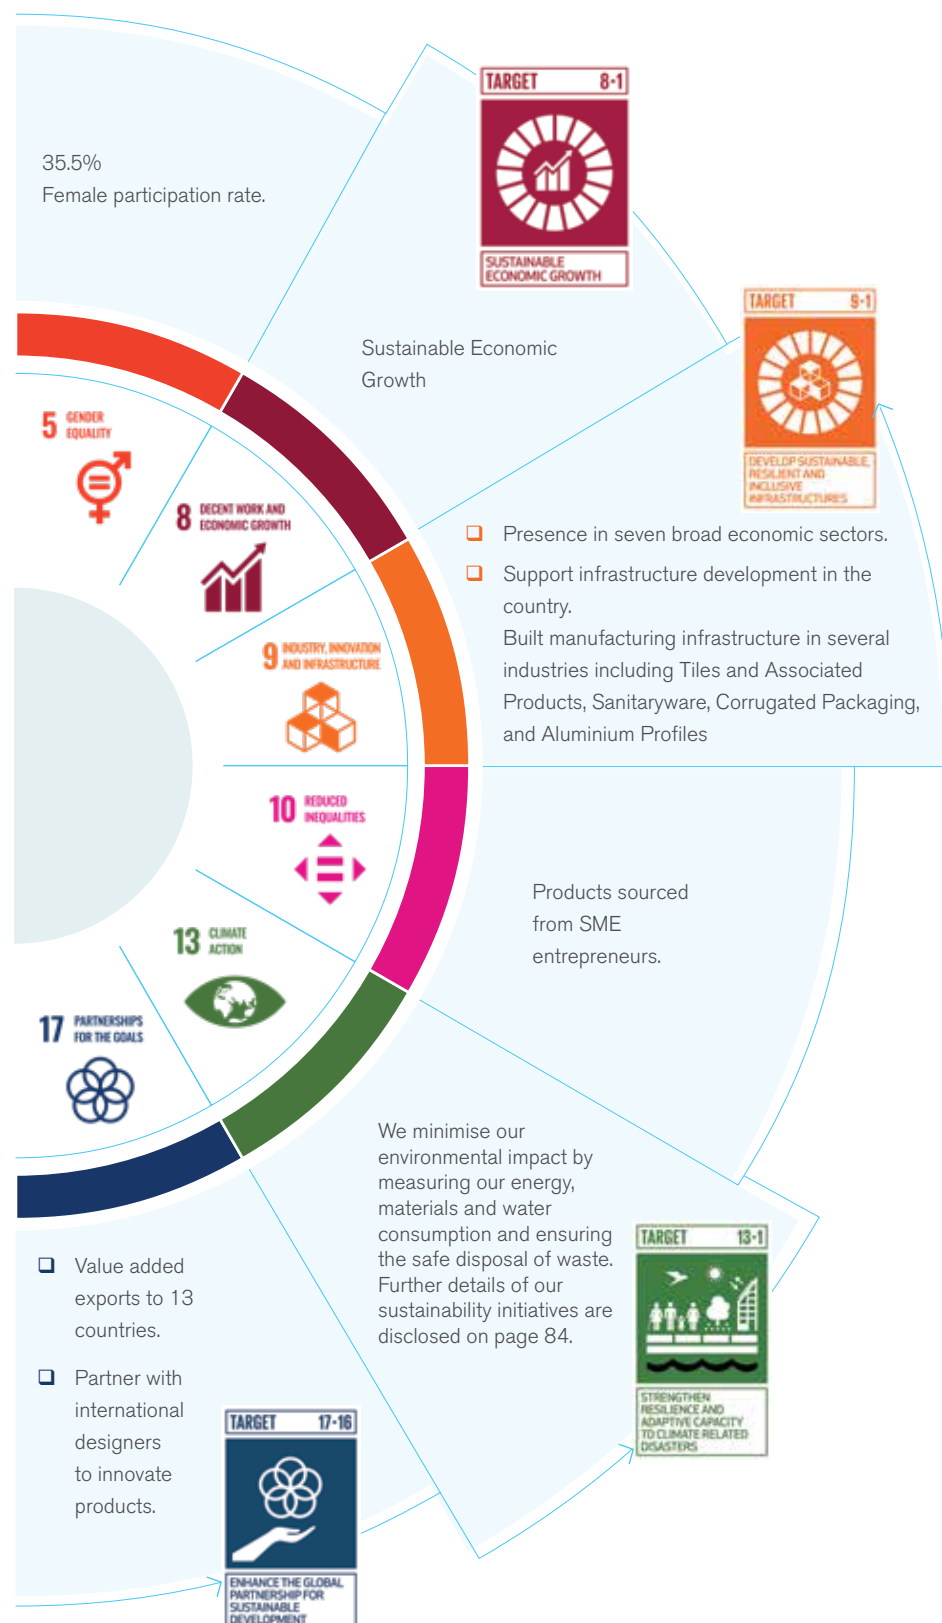 35.5%
Female participation rate.
TARGET 8·1
SUSTAINABLE
ECONOMIC GROWTH
Sustainable Economic
Growth
TARGET 9·1
DEVELOP SUSTAINABLE,
RESILIENT AND
INCLUSIVE
INFRASTRUCTURES
5 GENDER
EQUALITY
8 DECENT WORK AND
ECONOMIC GROWTH
❑ Presence in seven broad economic sectors.
❑ Support infrastructure development in the
country.
Built manufacturing infrastructure in several
industries including Tiles and Associated
Products, Sanitaryware, Corrugated Packaging,
and Aluminium Profiles
9 INDUSTRY, INNOVATION
AND INFRASTRUCTURE
10 REDUCED
INEQUALITIES
Products sourced
from SME
entrepreneurs.
13 CLIMATE
ACTION
17 PARTNERSHIPS
FOR THE GOALS
We minimise our
environmental impact by
measuring our energy,
materials and water
consumption and ensuring
the safe disposal of waste.
Further details of our
sustainability initiatives are
disclosed on page 84.
TARGET 13·1
STRENGTHEN
RESILIENCE AND
ADAPTIVE CAPACITY
TO CLIMATE RELATED
DISASTERS
❑ Value added
exports to 13
countries.
❑ Partner with
international
designers
to innovate
products.
TARGET 17·16
ENHANCE THE GLOBAL
PARTNERSHIP FOR
SUSTAINABLE
DEVELOPMENT